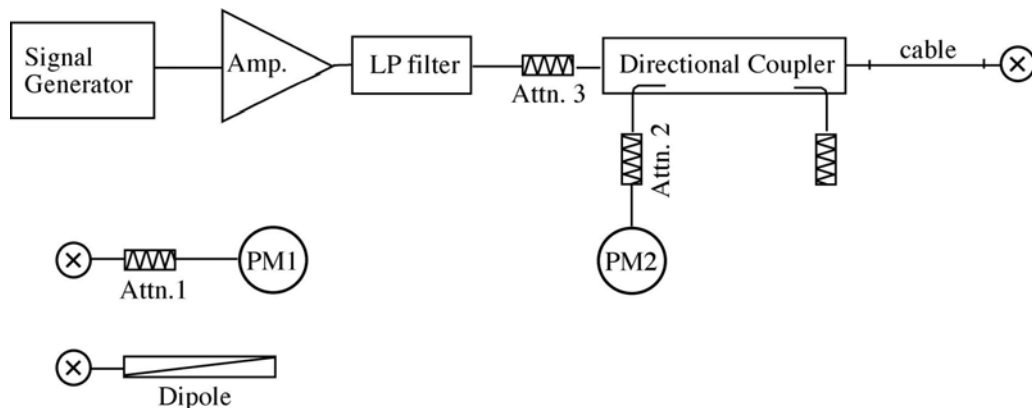 Signal
Generator
Amp.
LP filter
Attn. 3
Directional Coupler
cable
Attn. 2
PM1
Attn.1
PM2
Dipole